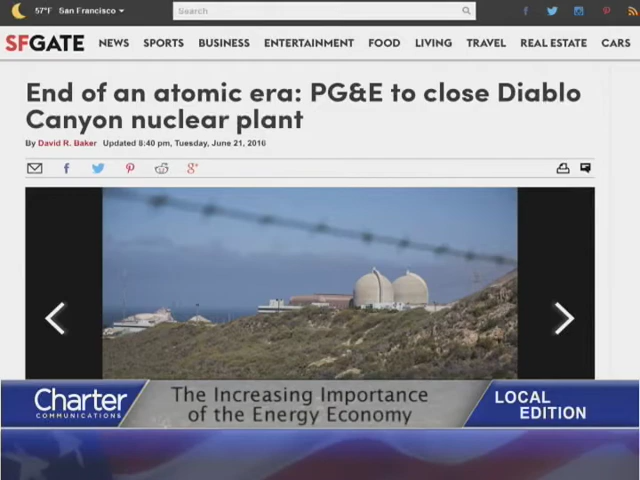 57°F San Francisco
Search
SFGATE NEWS SPORTS BUSINESS ENTERTAINMENT FOOD LIVING TRAVEL REAL ESTATE CARS
End of an atomic era: PG&E to close Diablo
Canyon nuclear plant
By David R. Baker Updated 8:40 pm, Tuesday, June 21, 2016
Charter
COMMUNICATIONS
The Increasing Importance
of the Energy Economy
LOCAL
EDITION